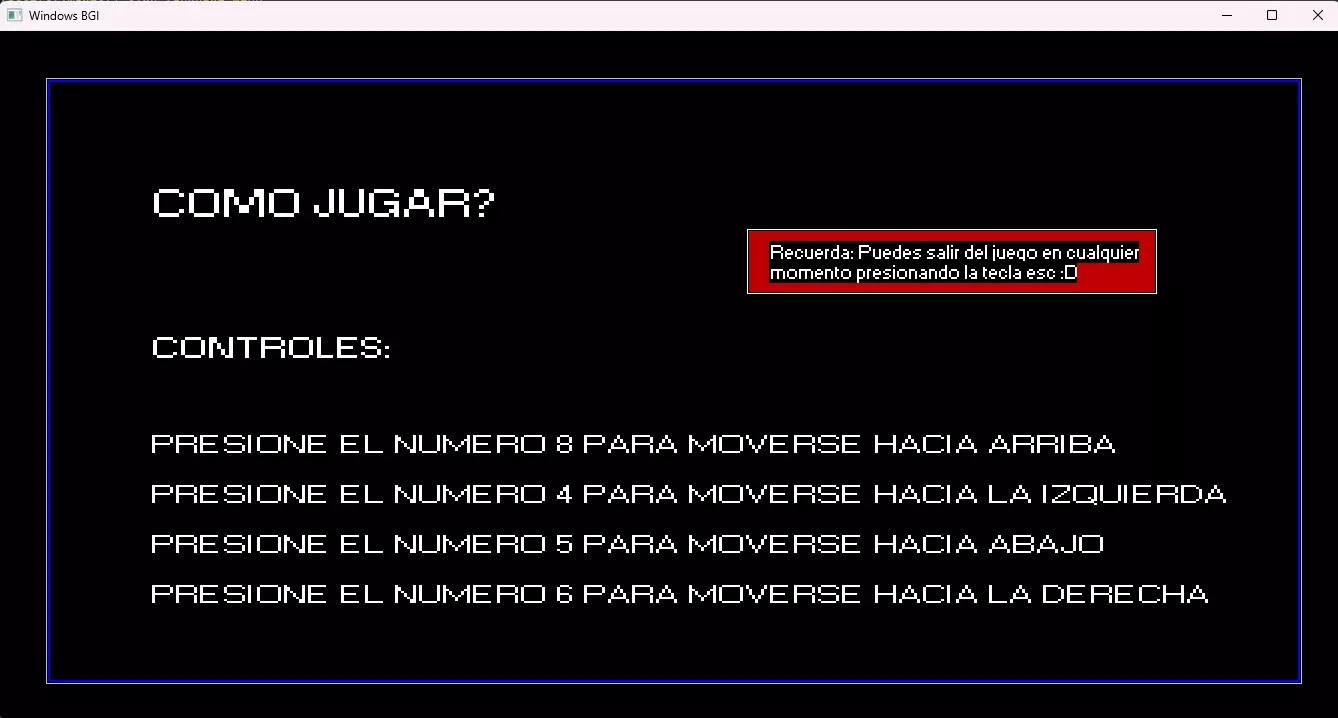 Windows BGI
COMO JUGAR?
Recuerda: Puedes salir del juego en cualquier
momento presionando la tecla esc :D
CONTROLES:
PRESIONE EL NUMERO 8 PARA MOVERSE HACIA ARRIBA
PRESIONE EL NUMERO 4 PARA MOVERSE HACIA LA IZQUIERDA
PRESIONE EL NUMERO 5 PARA MOVERSE HACIA ABAJO
PRESIONE EL NUMERO 6 PARA MOVERSE HACIA LA DERECHA